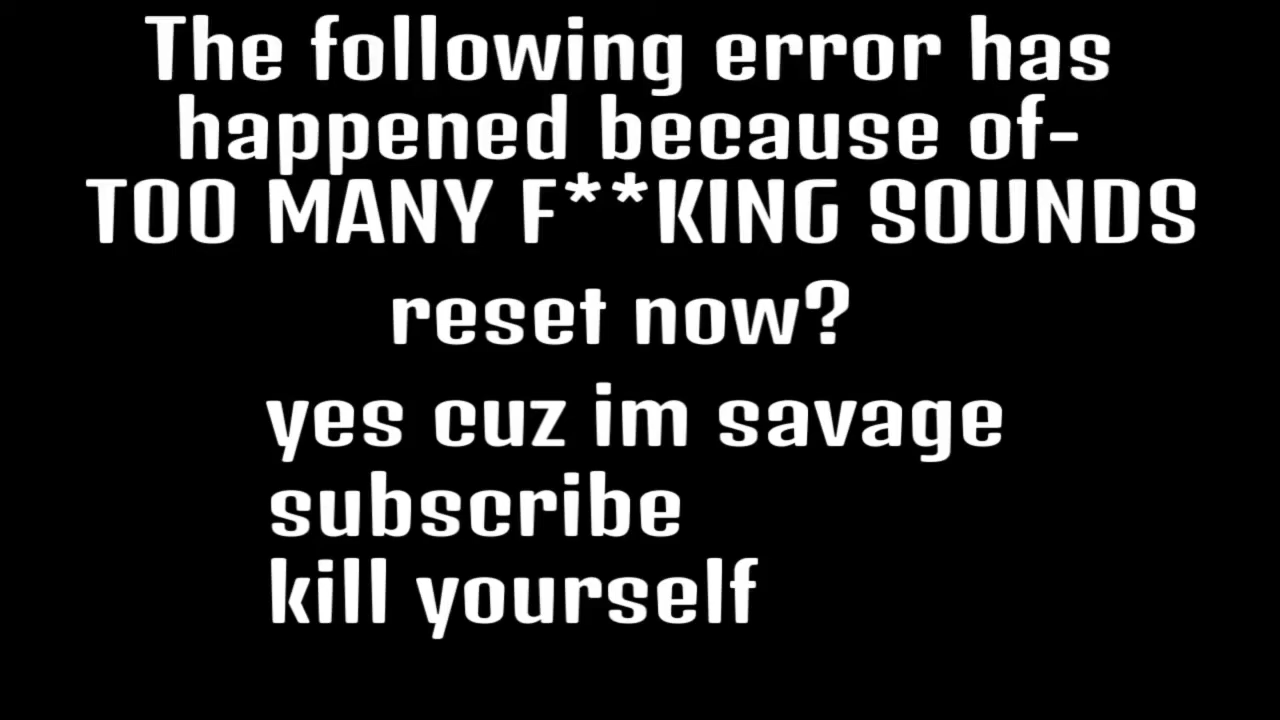 The following error has
happened because of-
TOO MANY F**KING SOUNDS
reset now?
yes cuz im savage
subscribe
kill yourself